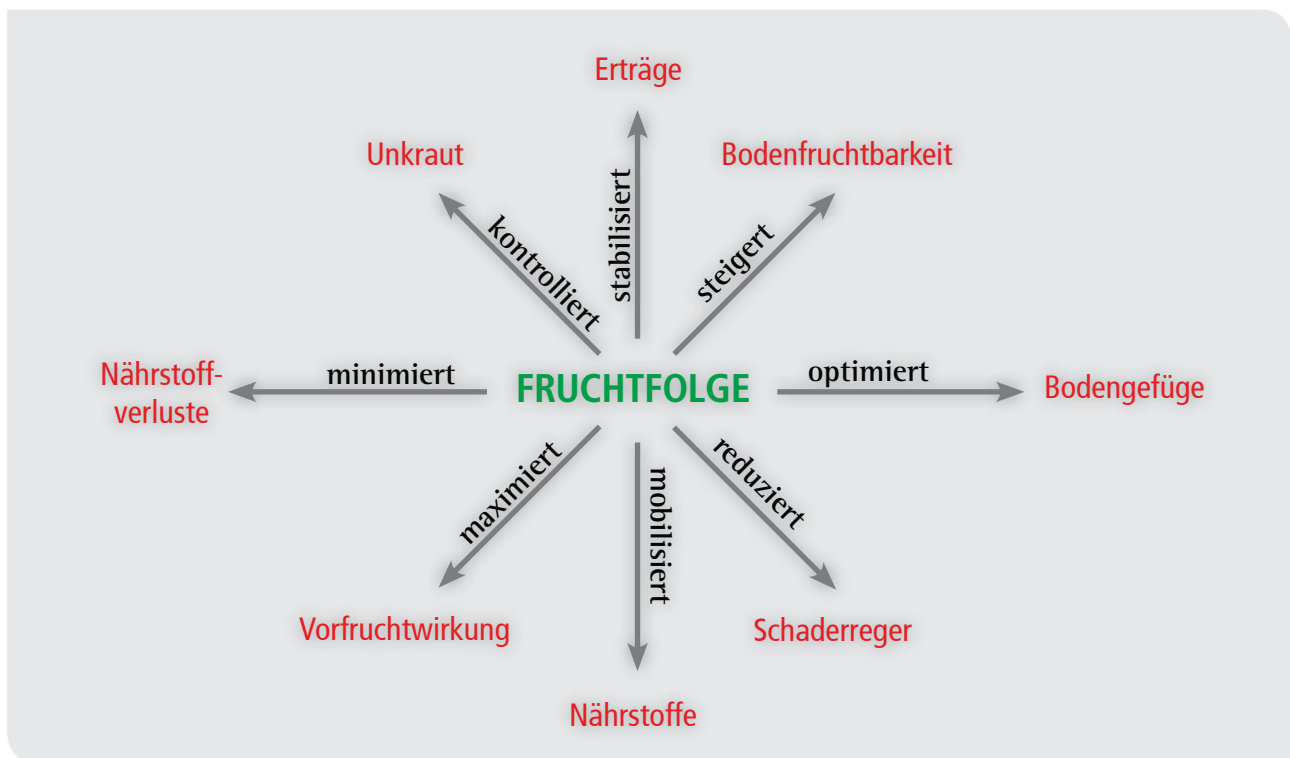 Erträge
Unkraut
Bodenfruchtbarkeit
kontrolliert
stabilisiert
steigert
Nährstoff-
verluste
minimiert
FRUCHTFOLGE
optimiert
Bodengefüge
maximiert
mobilisiert
reduziert
Vorfruchtwirkung
Schaderreger
Nährstoffe